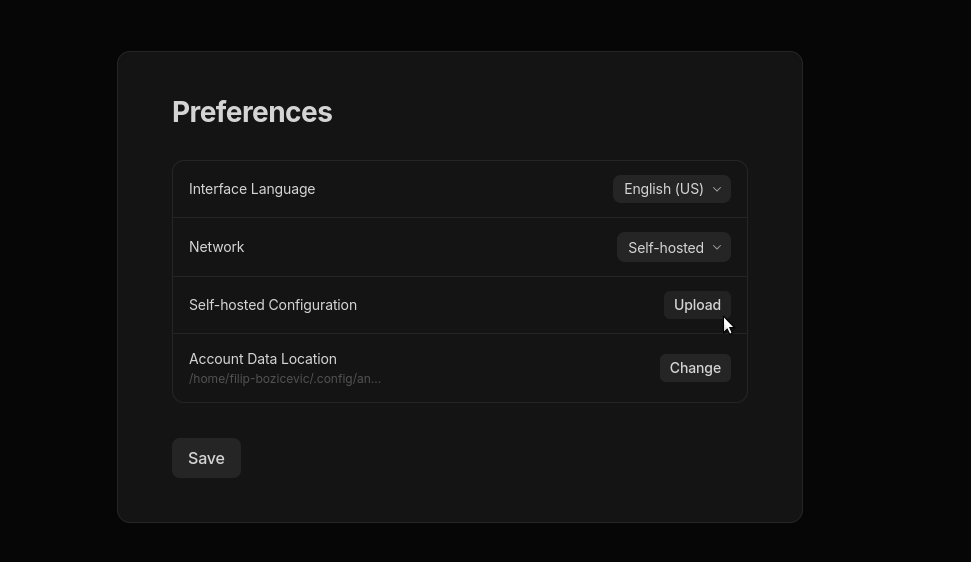 Preferences
Interface Language
English (US)
Network
Self-hosted
Self-hosted Configuration
Upload
Account Data Location
/home/filip-bozicevic/.config/an...
Change
Save